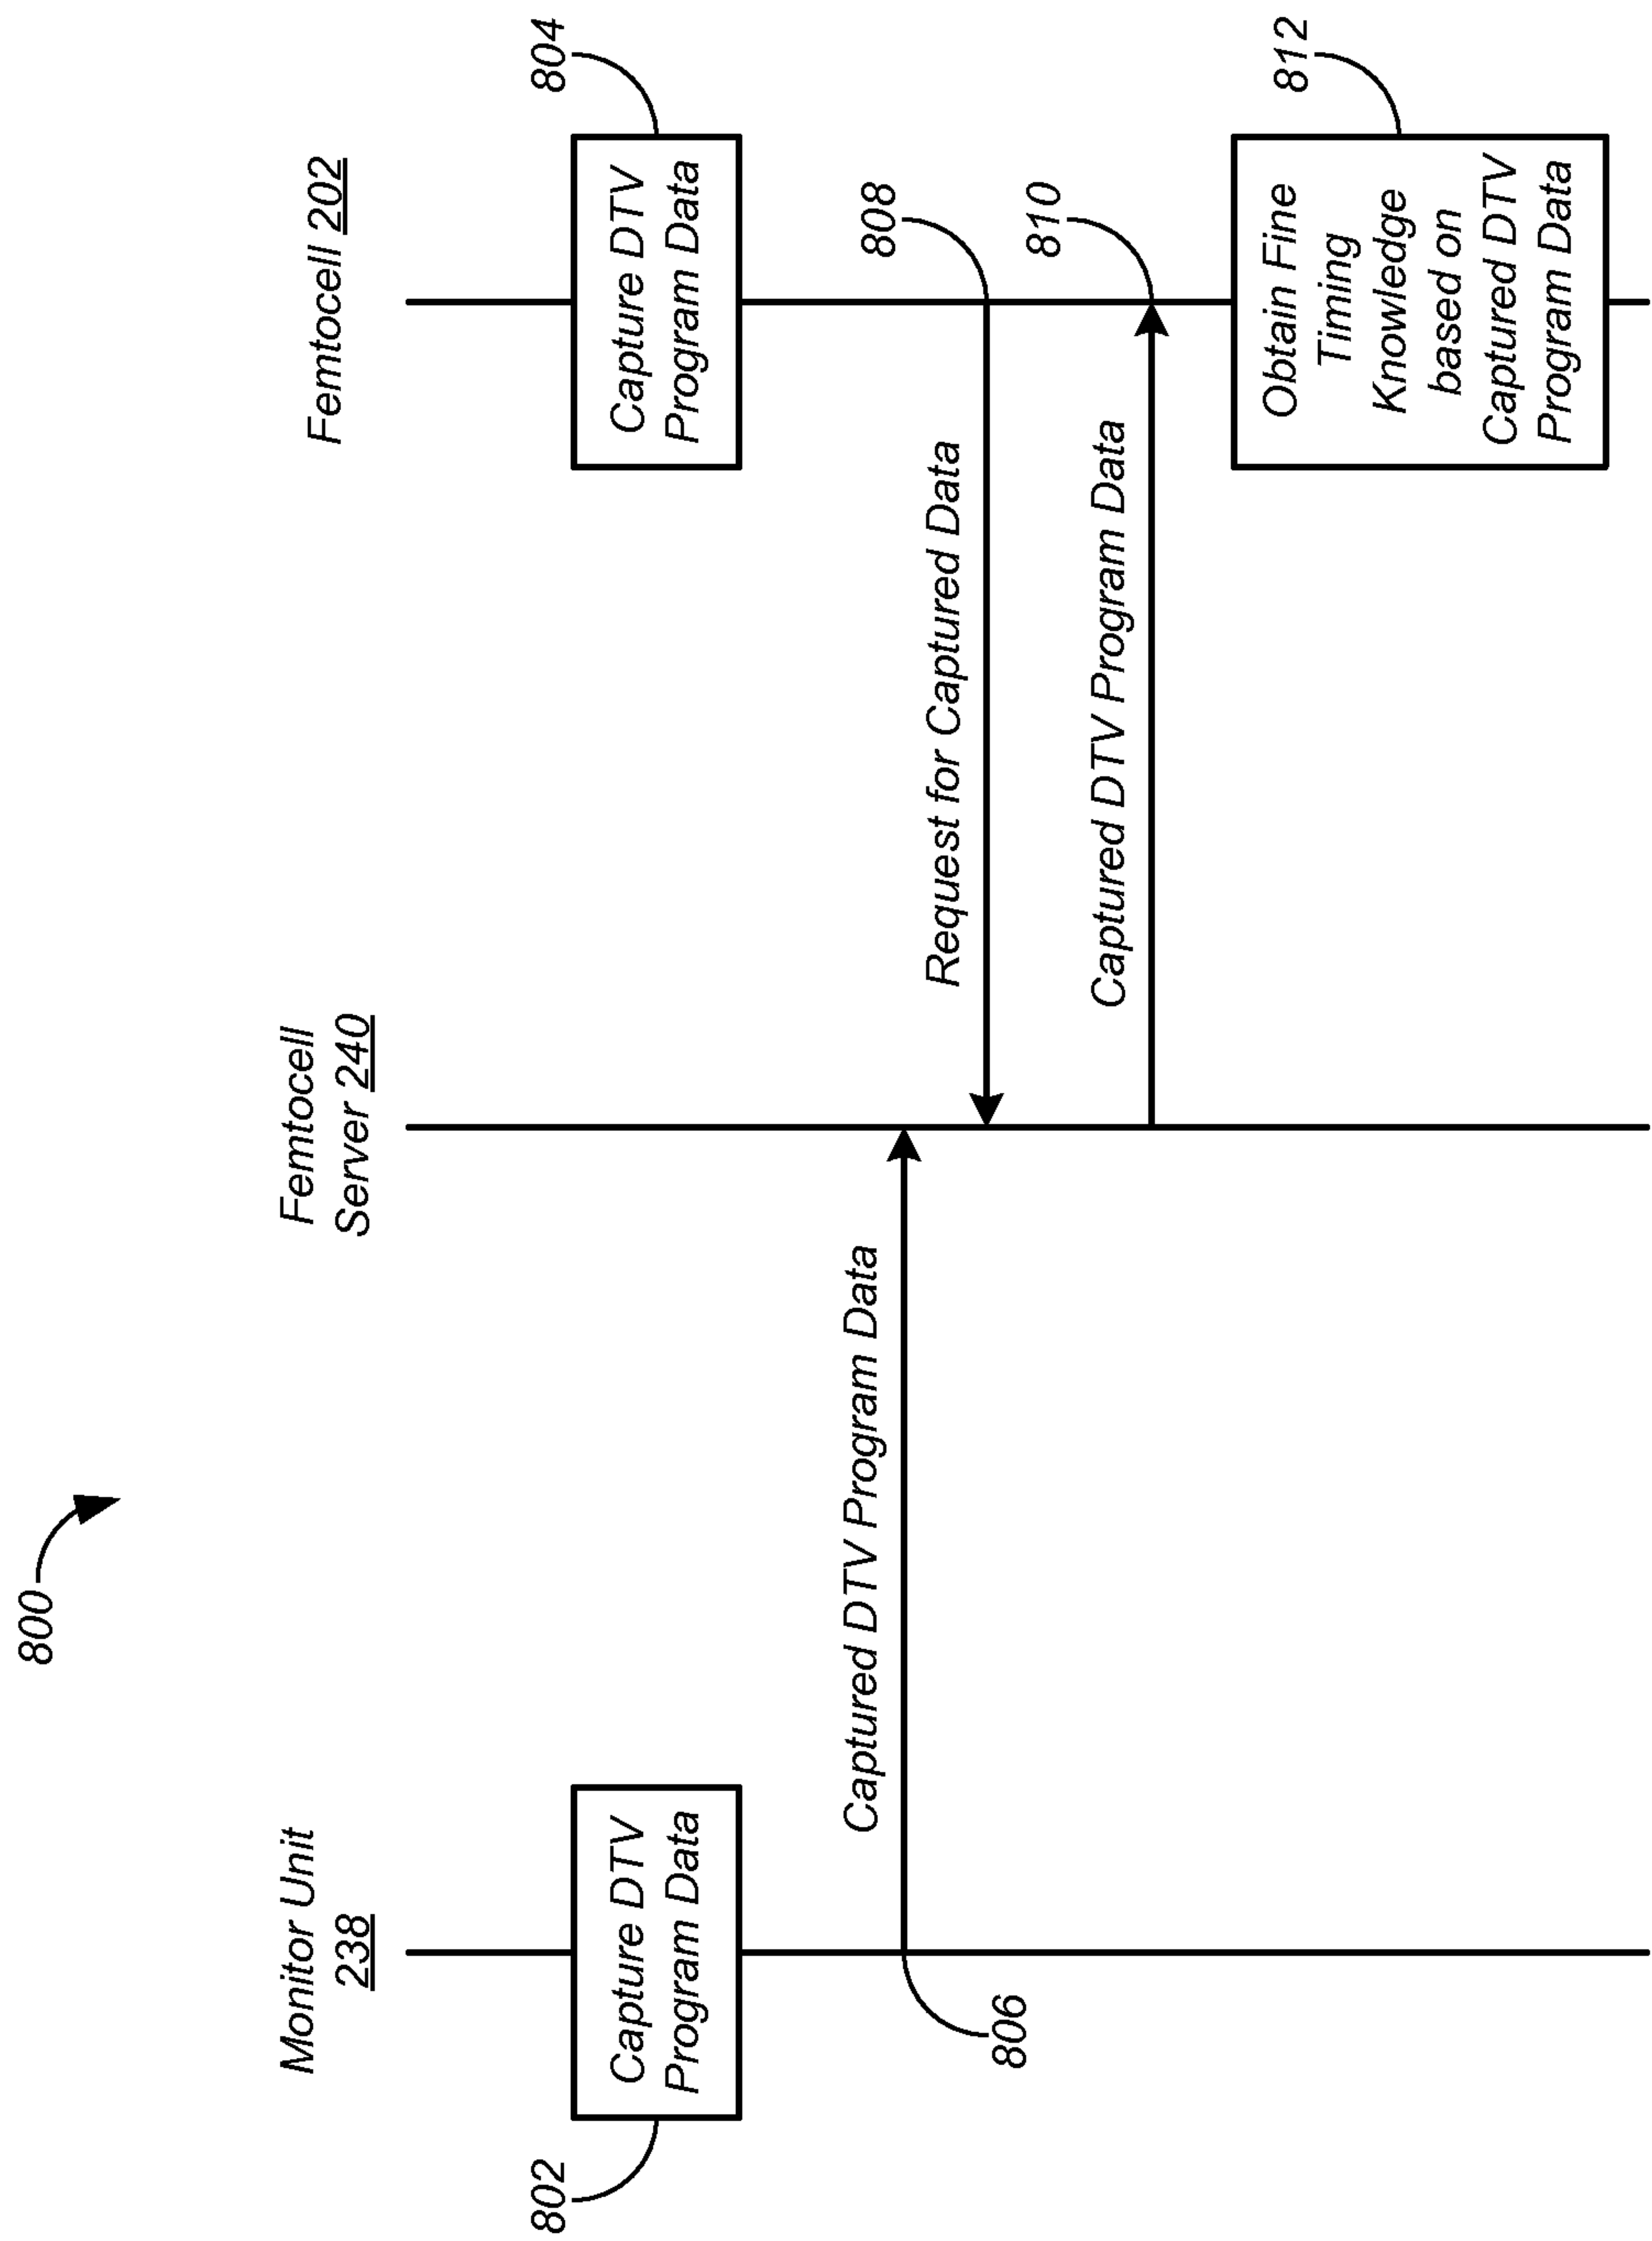 800
Monitor Unit
238
Femtocell
Server 240
Femtocell 202
802
Capture DTV
Program Data
804
Capture DTV
Program Data
806
Captured DTV Program Data
808
Request for Captured Data
810
Captured DTV Program Data
812
Obtain Fine
Timing
Knowledge
based on
Captured DTV
Program Data